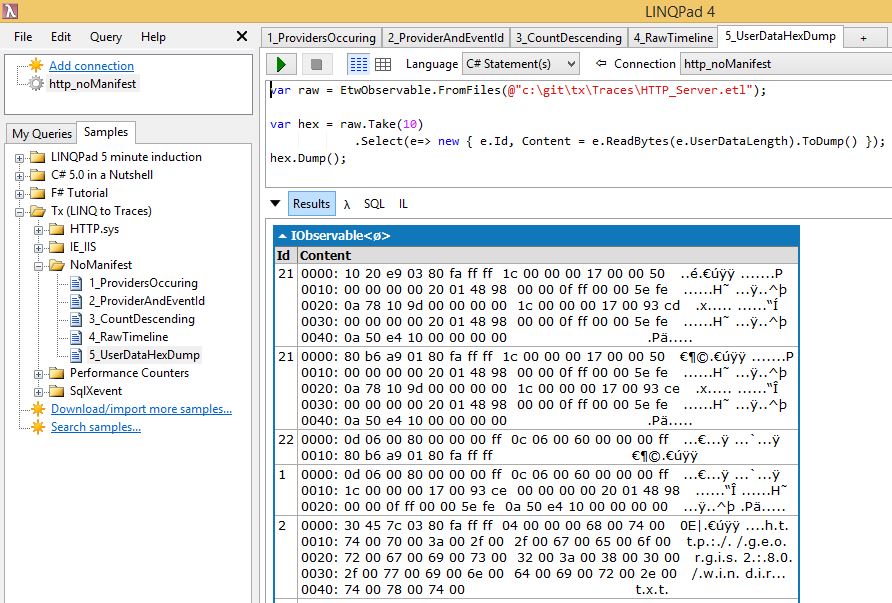 LINQPad 4
File Edit Query Help
Add connection
http_noManifest
My Queries Samples
LINQPad 5 minute induction
C# 5.0 in a Nutshell
F# Tutorial
Tx (LINQ to Traces)
HTTP.sys
IE_IIS
NoManifest
1_ProvidersOccuring
2_ProviderAndEventId
3_CountDescending
4_RawTimeline
5_UserDataHexDump
Performance Counters
SqlXevent
Download/import more samples...
Search samples...
1_ProvidersOccuring 2_ProviderAndEventId 3_CountDescending 4_RawTimeline 5_UserDataHexDump +
Language C# Statement(s) Connection http_noManifest
var raw = EtwObservable.FromFiles(@"c:\git\tx\Traces\HTTP_Server.etl");
var hex = raw.Take(10)
.Select(e=> new { e.Id, Content = e.ReadBytes(e.UserDataLength).ToDump() });
hex.Dump();
Results λ SQL IL
IObservable<ø>
Id Content
21 0000: 10 20 e9 03 80 fa ff ff 1c 00 00 00 17 00 00 50 ..é.€úÿÿ .......P
0010: 00 00 00 00 20 01 48 98 00 00 0f ff 00 00 5e fe ......H˜ ...ÿ..^þ
0020: 0a 78 10 9d 00 00 00 00 1c 00 00 00 17 00 93 cd .x..... ......“Í
0030: 00 00 00 00 20 01 48 98 00 00 0f ff 00 00 5e fe ......H˜ ...ÿ..^þ
0040: 0a 50 e4 10 00 00 00 00 .Pä.....
21 0000: 80 b6 a9 01 80 fa ff ff 1c 00 00 00 17 00 00 50 €¶©.€úÿÿ .......P
0010: 00 00 00 00 20 01 48 98 00 00 0f ff 00 00 5e fe ......H˜ ...ÿ..^þ
0020: 0a 78 10 9d 00 00 00 00 1c 00 00 00 17 00 93 ce .x..... ......“Î
0030: 00 00 00 00 20 01 48 98 00 00 0f ff 00 00 5e fe ......H˜ ...ÿ..^þ
0040: 0a 50 e4 10 00 00 00 00 .Pä.....
22 0000: 0d 06 00 80 00 00 00 ff 0c 06 00 60 00 00 00 ff ...€...ÿ ...`...ÿ
0010: 80 b6 a9 01 80 fa ff ff €¶©.€úÿÿ
1 0000: 0d 06 00 80 00 00 00 ff 0c 06 00 60 00 00 00 ff ...€...ÿ ...`...ÿ
0010: 1c 00 00 00 17 00 93 ce 00 00 00 00 20 01 48 98 ......“Î ......H˜
0020: 00 00 0f ff 00 00 5e fe 0a 50 e4 10 00 00 00 00 ...ÿ..^þ .Pä.....
2 0000: 30 45 7c 03 80 fa ff ff 04 00 00 00 68 00 74 00 0E|.€úÿÿ ....h.t.
0010: 74 00 70 00 3a 00 2f 00 2f 00 67 00 65 00 6f 00 t.p.:./. /.g.e.o.
0020: 72 00 67 00 69 00 73 00 32 00 3a 00 38 00 30 00 r.g.i.s. 2.:.8.0.
0030: 2f 00 77 00 69 00 6e 00 64 00 69 00 72 00 2e 00 /.w.i.n. d.i.r...
0040: 74 00 78 00 74 00 t.x.t.